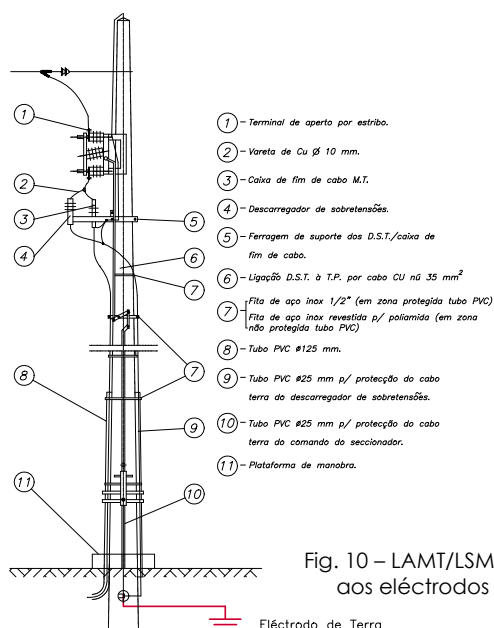 1 - Terminal de aperto por estribo.
2 - Vareta de Cu Ø 10 mm.
3 - Caixa de fim de cabo M.T.
4 - Descarregador de sobretensões.
5 - Ferragem de suporte dos D.S.T./caixa de
fim de cabo.
6 - Ligação D.S.T. à T.P. por cabo CU nú 35 mm²
7 - Fita de aço inox 1/2" (em zona protegida tubo PVC)
Fita de aço inox revestida p/ poliamida (em zona
não protegida tubo PVC)
8 - Tubo PVC ø125 mm.
9 - Tubo PVC ø25 mm p/ protecção do cabo
terra do descarregador de sobretensões.
10 - Tubo PVC ø25 mm p/ protecção do cabo
terra do comando do seccionador.
11 - Plataforma de manobra.
1
2
3
4
5
6
7
7
8
7
9
11
10
Fig. 10 – LAMT/LSM
aos eléctrodos
Eléctrodo de Terra